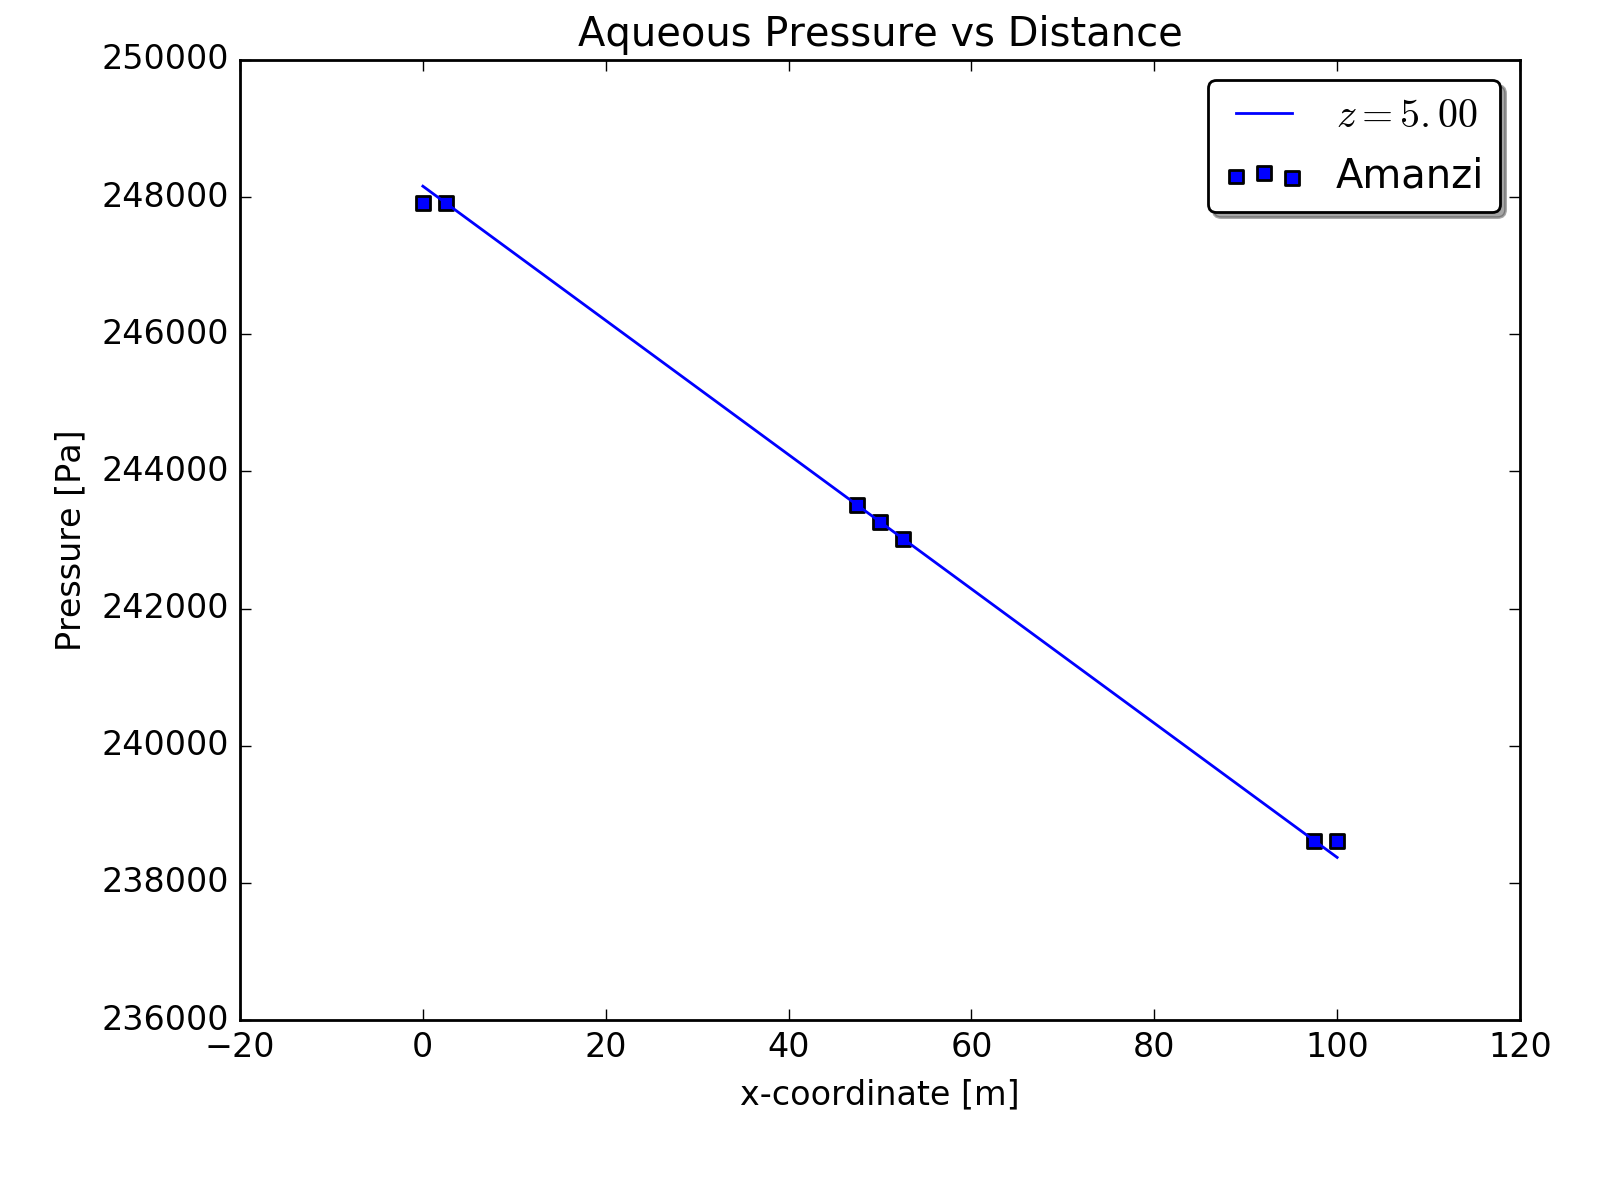 Aqueous Pressure vs Distance
250000
248000
246000
244000
242000
240000
238000
236000
Pressure [Pa]
z = 5.00
Amanzi
−20 0 20 40 60 80 100 120
x-coordinate [m]